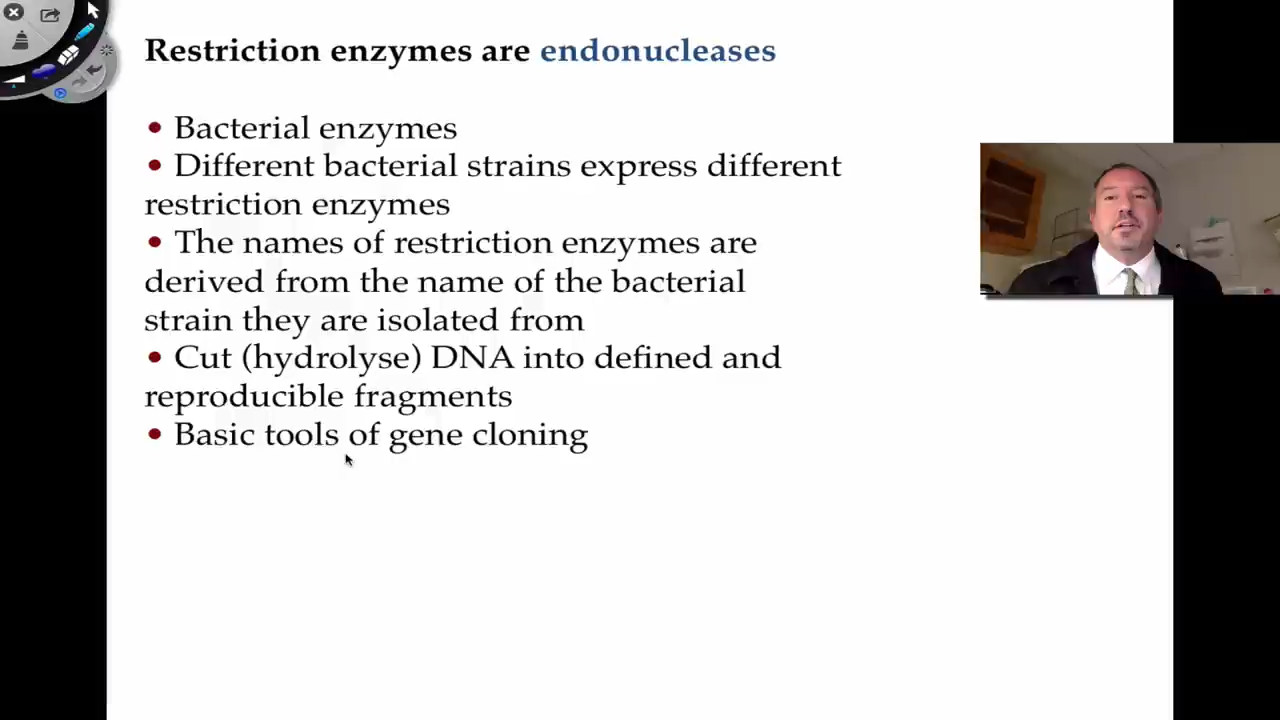 Restriction enzymes are endonucleases
• Bacterial enzymes
• Different bacterial strains express different
restriction enzymes
• The names of restriction enzymes are
derived from the name of the bacterial
strain they are isolated from
• Cut (hydrolyse) DNA into defined and
reproducible fragments
• Basic tools of gene cloning